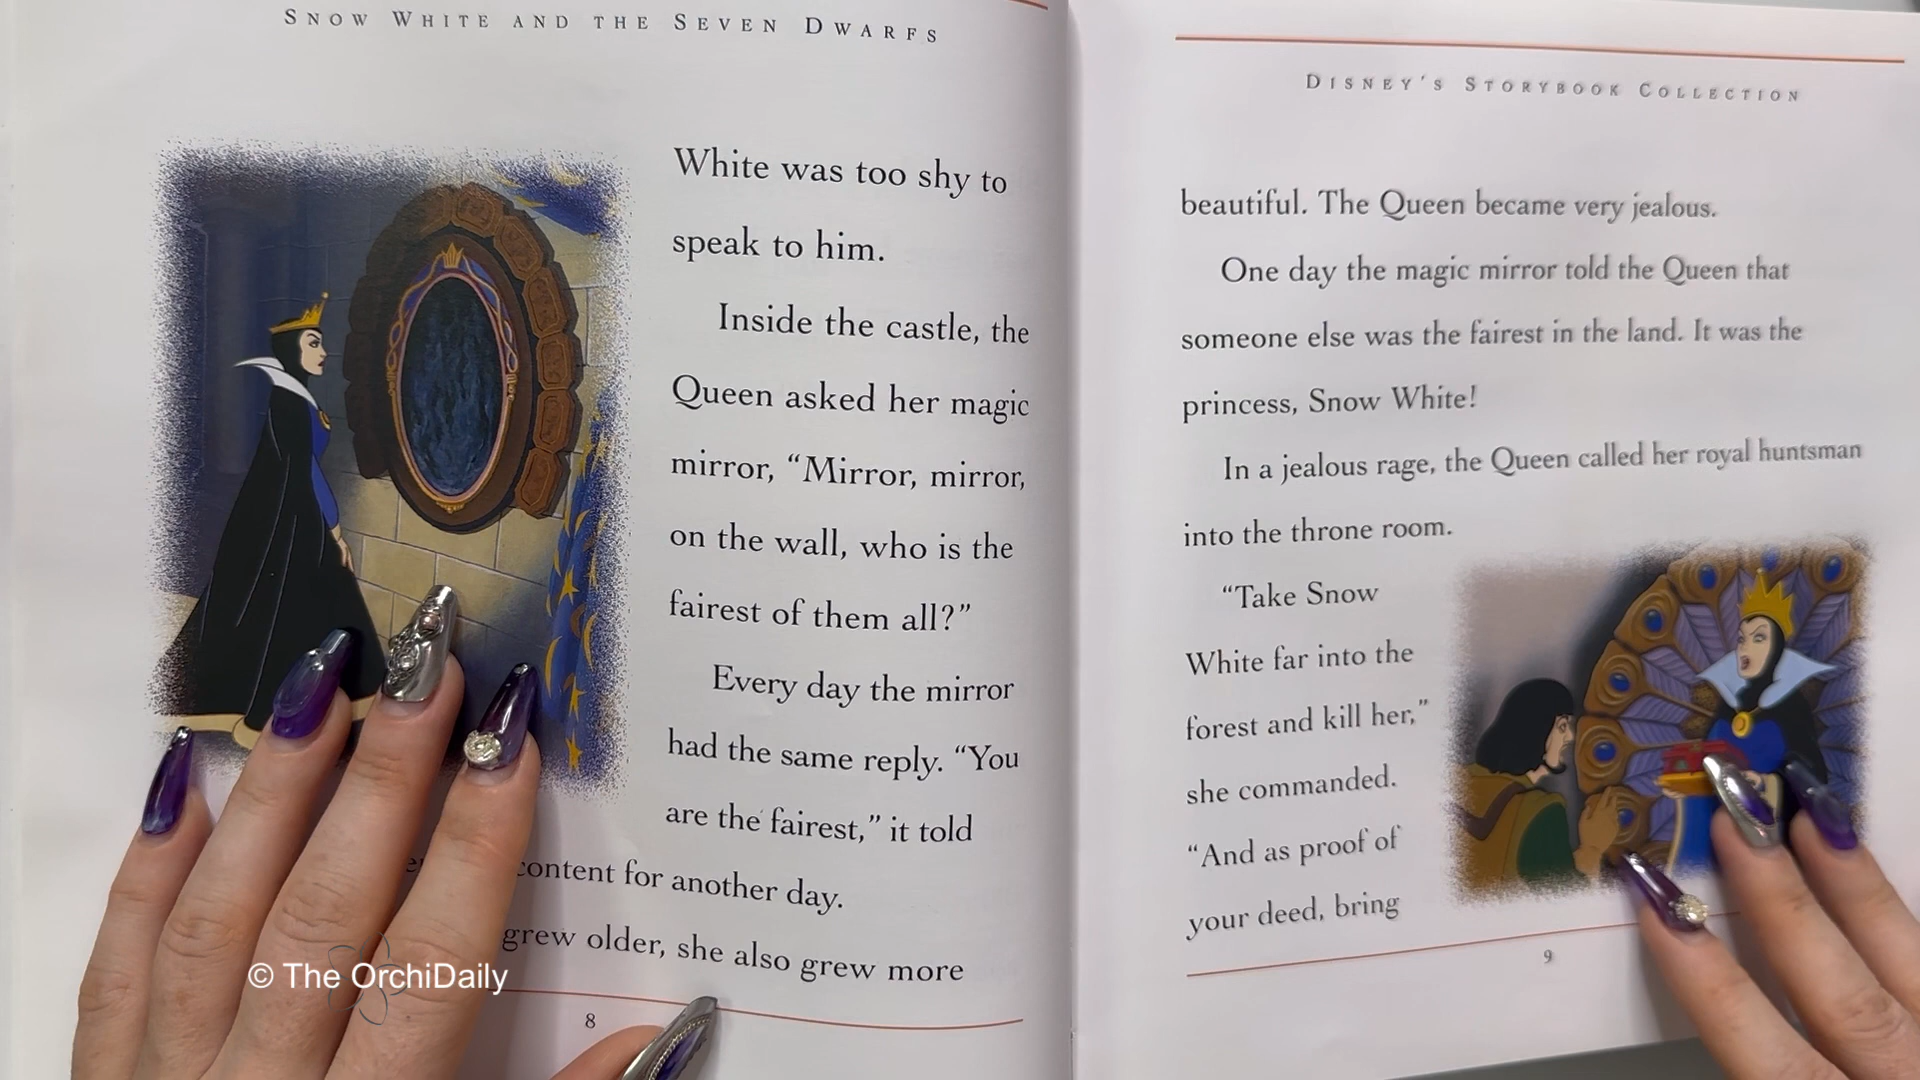 SNOW WHITE AND THE SEVEN DWARFS
White was too shy to
speak to him.
Inside the castle, the
Queen asked her magic
mirror, “Mirror, mirror,
on the wall, who is the
fairest of them all?”
Every day the mirror
had the same reply. “You
are the fairest,” it told
content for another day.
grew older, she also grew more
8
© The OrchiDaily
DISNEY'S STORYBOOK COLLECTION
beautiful. The Queen became very jealous.
One day the magic mirror told the Queen that
someone else was the fairest in the land. It was the
princess, Snow White!
In a jealous rage, the Queen called her royal huntsman
into the throne room.
“Take Snow
White far into the
forest and kill her,”
she commanded.
“And as proof of
your deed, bring
9